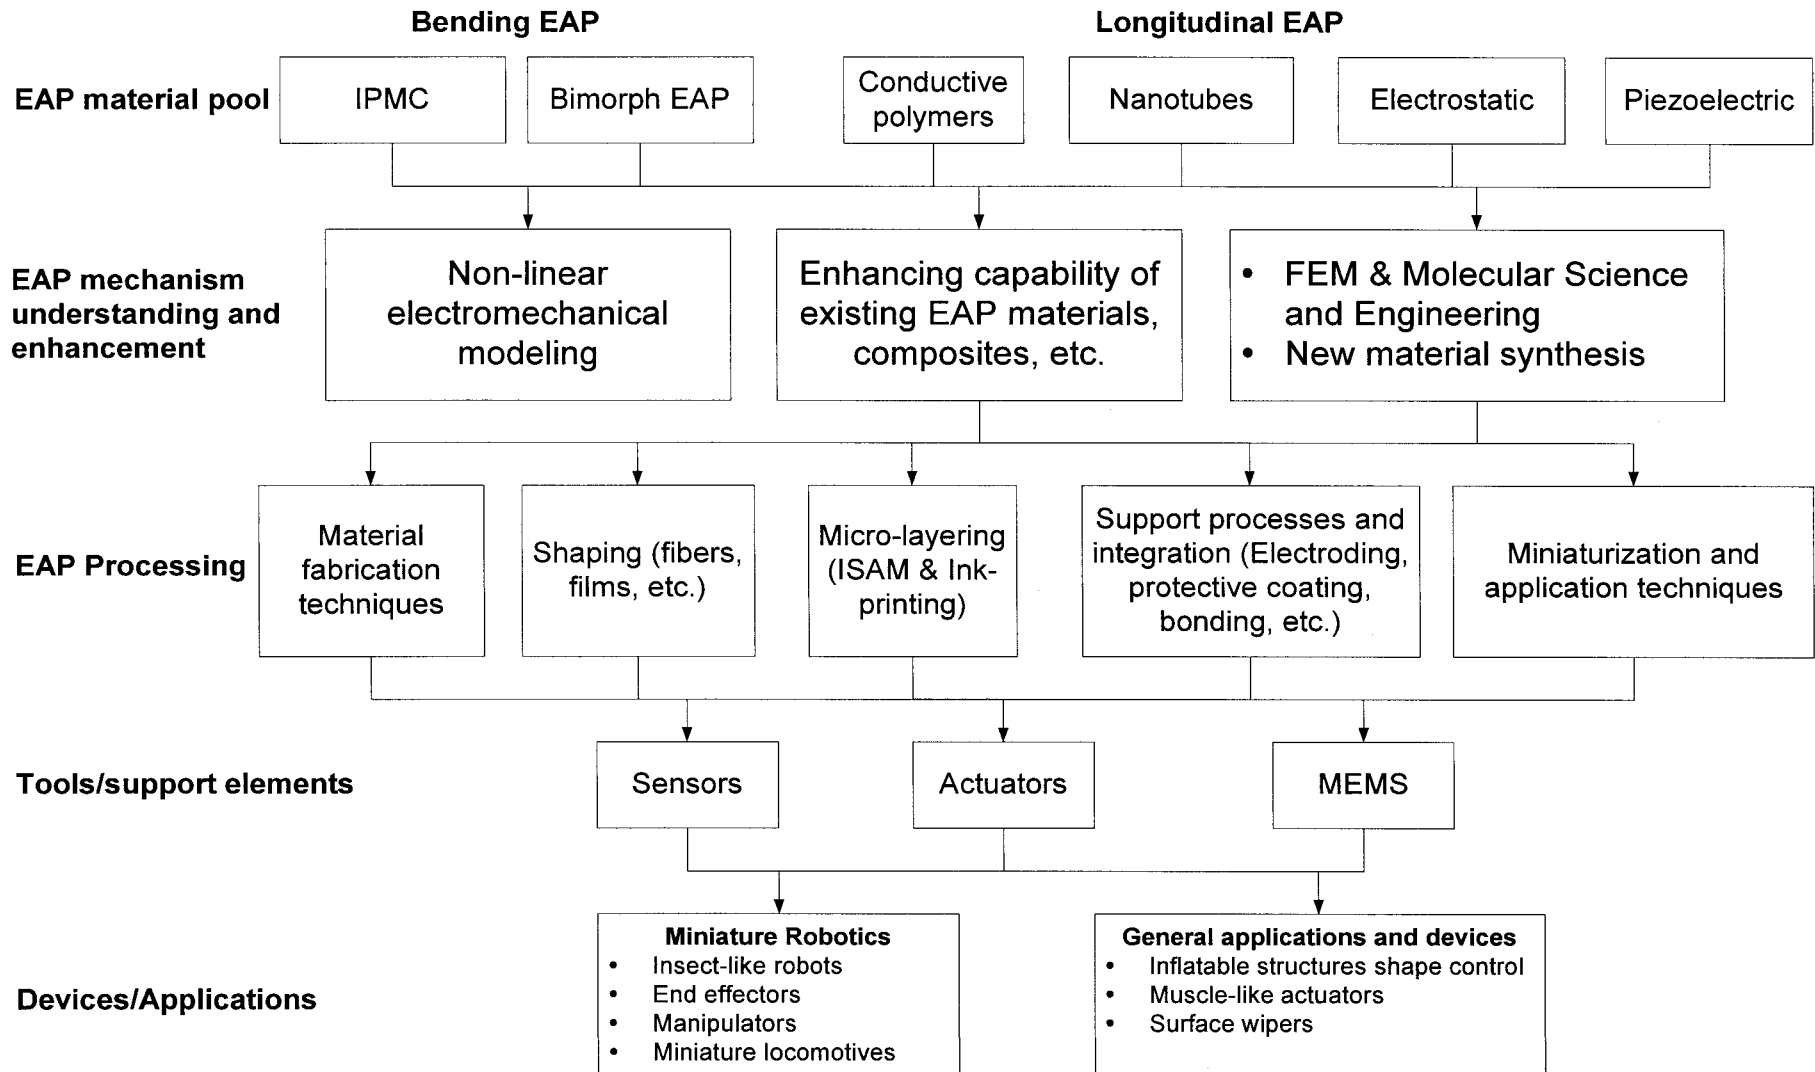 Bending EAP
Longitudinal EAP
EAP material pool
IPMC
Bimorph EAP
Conductive
polymers
Nanotubes
Electrostatic
Piezoelectric
EAP mechanism
understanding and
enhancement
Non-linear
electromechanical
modeling
Enhancing capability of
existing EAP materials,
composites, etc.
• FEM & Molecular Science
and Engineering
• New material synthesis
EAP Processing
Material
fabrication
techniques
Shaping (fibers,
films, etc.)
Micro-layering
(ISAM & Ink-
printing)
Support processes and
integration (Electroding,
protective coating,
bonding, etc.)
Miniaturization and
application techniques
Tools/support elements
Sensors
Actuators
MEMS
Devices/Applications
Miniature Robotics
• Insect-like robots
• End effectors
• Manipulators
• Miniature locomotives
General applications and devices
• Inflatable structures shape control
• Muscle-like actuators
• Surface wipers